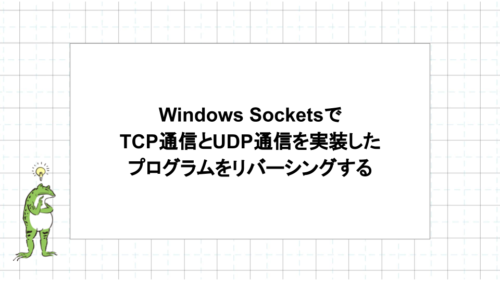 Windows Socketsで
TCP通信とUDP通信を実装した
プログラムをリバーシングする